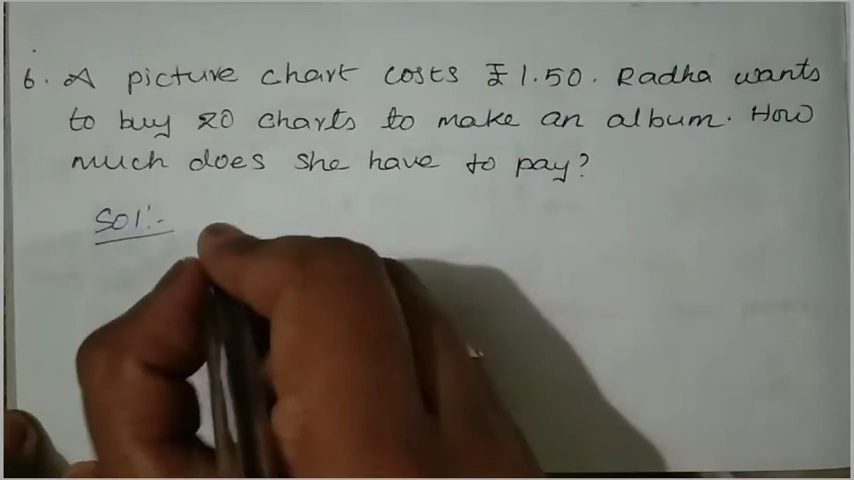 6. A picture chart costs ₹1.50. Radha wants
to buy 20 charts to make an album. How
much does she have to pay?
Sol:-